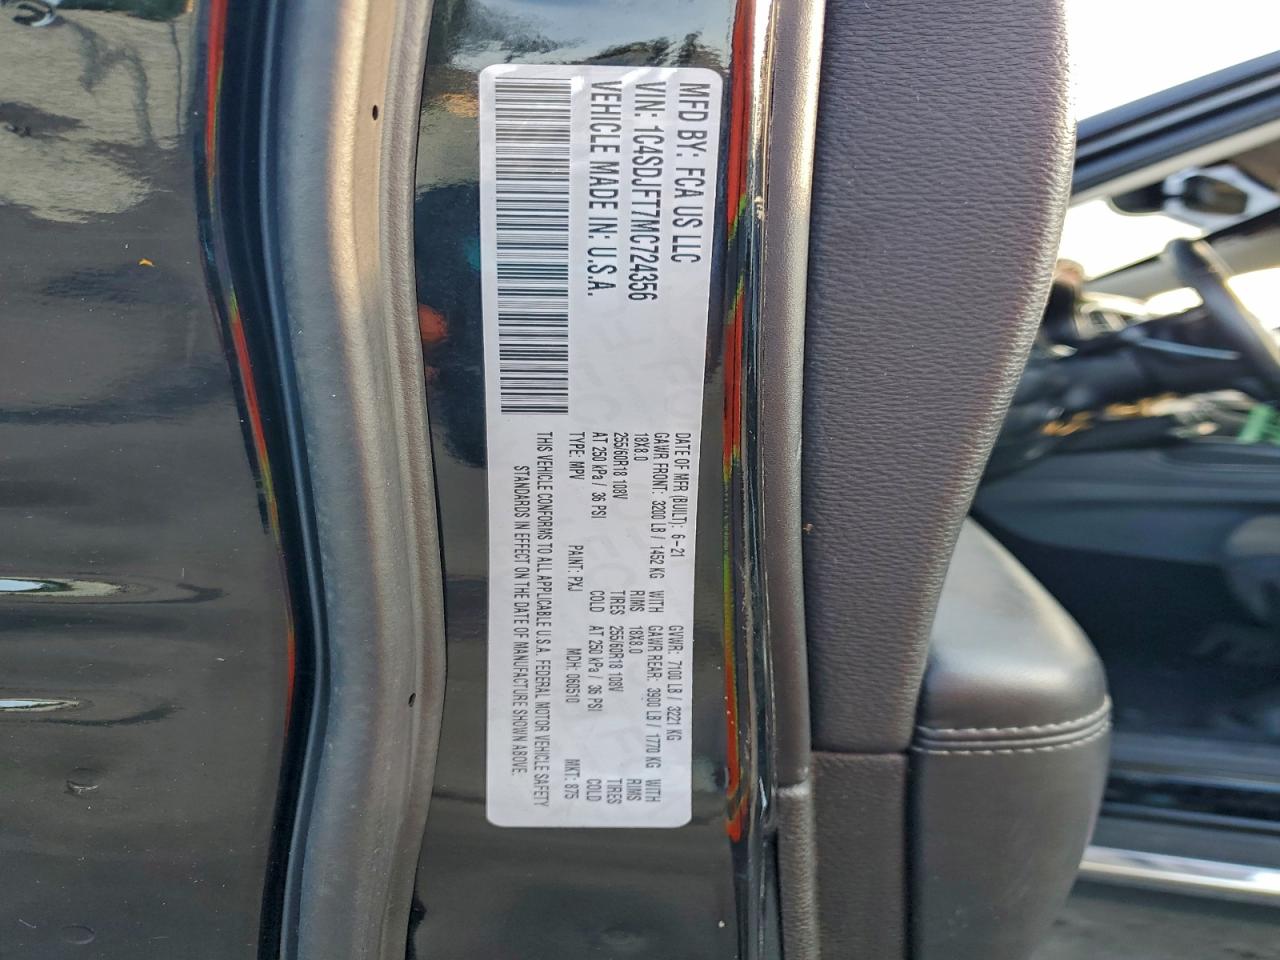 MFD BY: FCA US LLC
VIN: 1C4SDJFT7MC724356
VEHICLE MADE IN: U.S.A.
DATE OF MFR (BUILT): 6-21 GVWR: 7100 LB / 3221 KG
GAWR FRONT: 3200 LB / 1452 KG WITH GAWR REAR: 3900 LB / 1770 KG WITH
18X8.0 RIMS 18X8.0 RIMS
255/60R18 108V TIRES 255/60R18 108V TIRES
AT 250 kPa / 36 PSI COLD AT 250 kPa / 36 PSI COLD
TYPE: MPV PAINT: PXJ MDH: 060510 MKT: 875
THIS VEHICLE CONFORMS TO ALL APPLICABLE U.S.A. FEDERAL MOTOR VEHICLE SAFETY
STANDARDS IN EFFECT ON THE DATE OF MANUFACTURE SHOWN ABOVE.